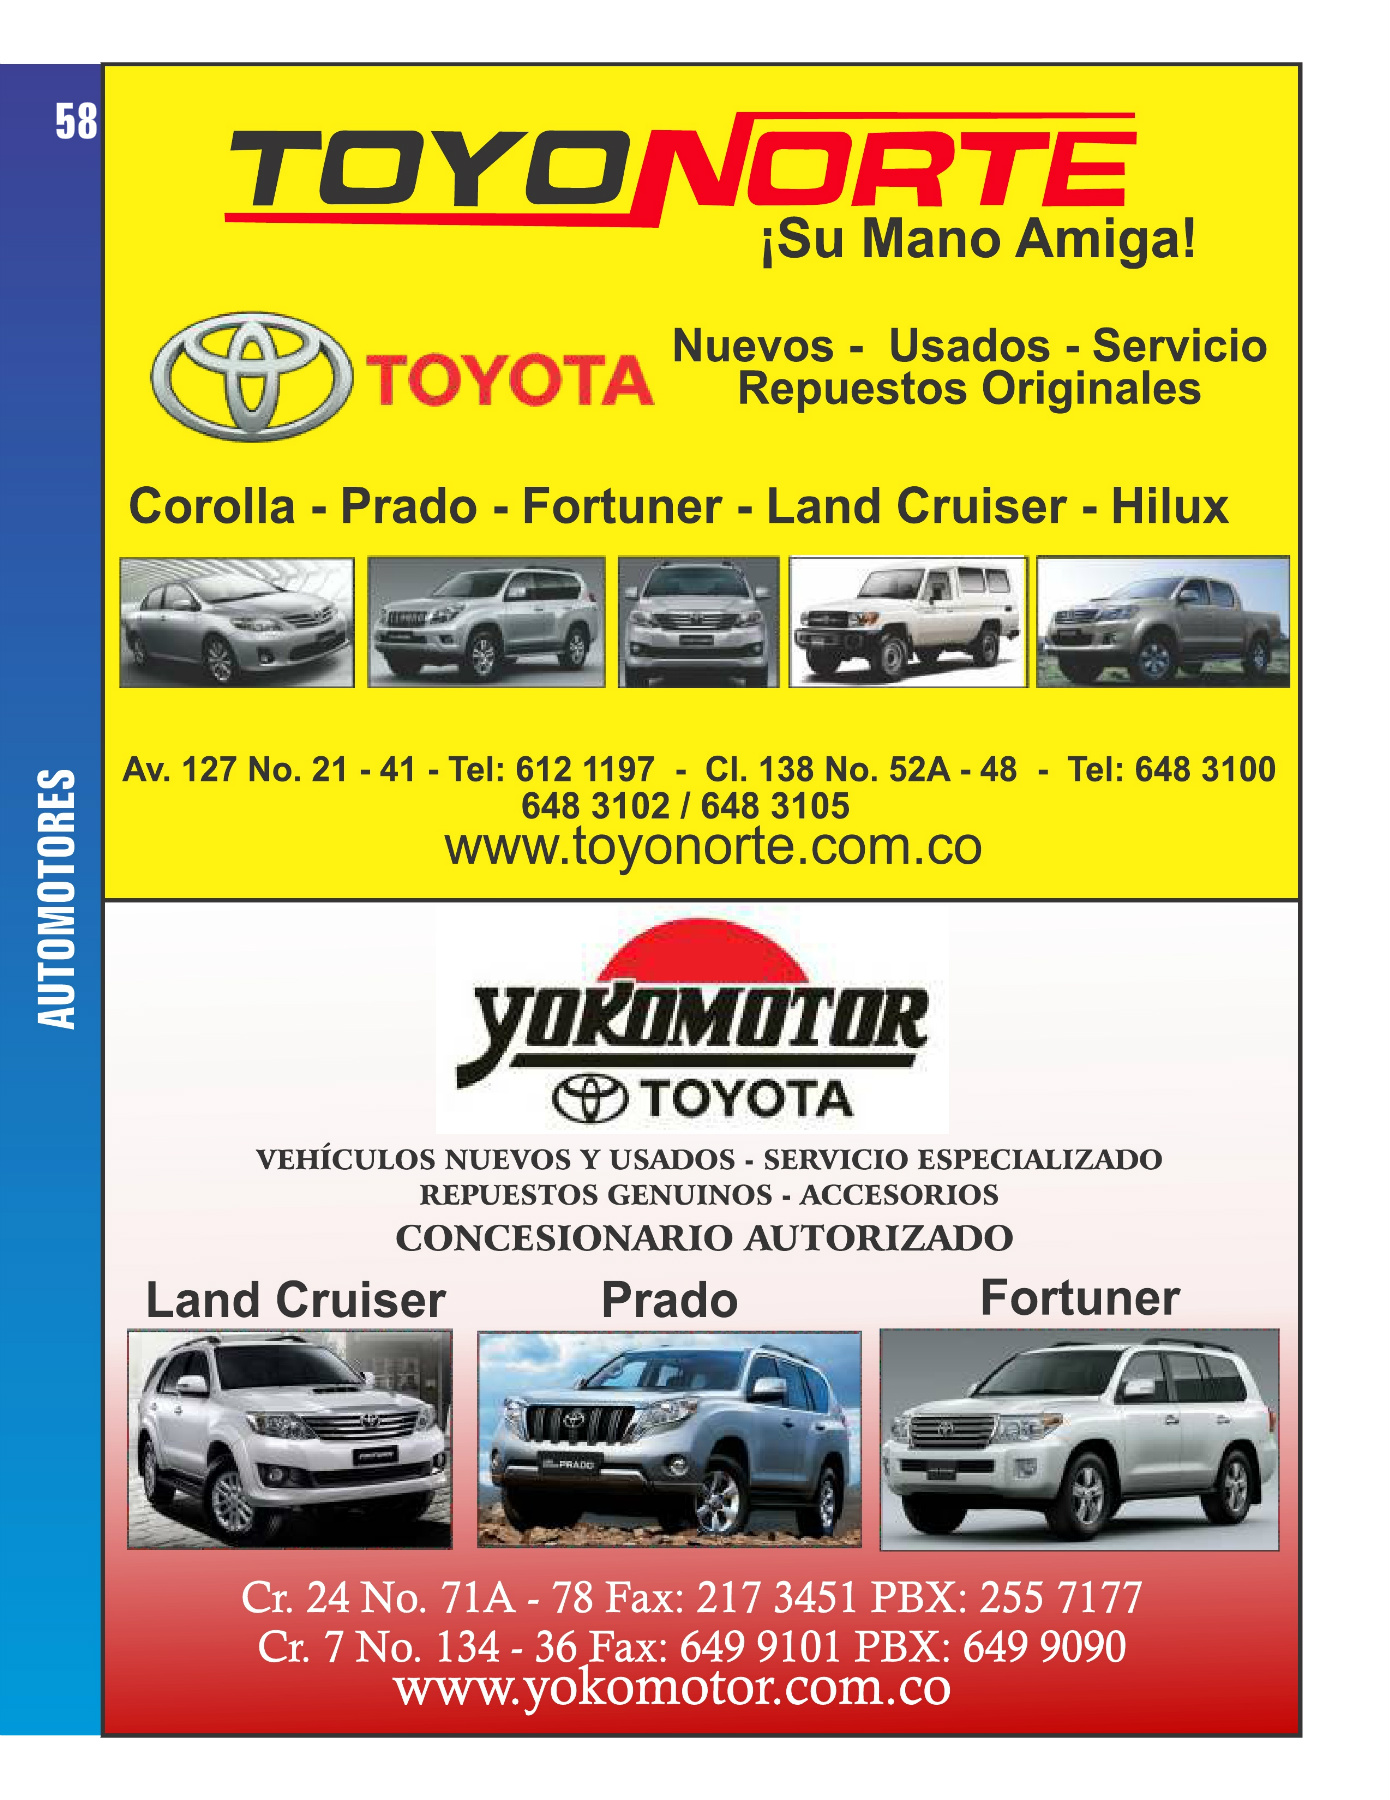 58
TOYONORTE
¡Su Mano Amiga!
TOYOTA
Nuevos - Usados - Servicio
Repuestos Originales
Corolla - Prado - Fortuner - Land Cruiser - Hilux
Av. 127 No. 21 - 41 - Tel: 612 1197 - Cl. 138 No. 52A - 48 - Tel: 648 3100
648 3102 / 648 3105
www.toyonorte.com.co
AUTOMOTORES
YOKOMOTOR
TOYOTA
VEHÍCULOS NUEVOS Y USADOS - SERVICIO ESPECIALIZADO
REPUESTOS GENUINOS - ACCESORIOS
CONCESIONARIO AUTORIZADO
Land Cruiser Prado Fortuner
PRADO
Cr. 24 No. 71A - 78 Fax: 217 3451 PBX: 255 7177
Cr. 7 No. 134 - 36 Fax: 649 9101 PBX: 649 9090
www.yokomotor.com.co